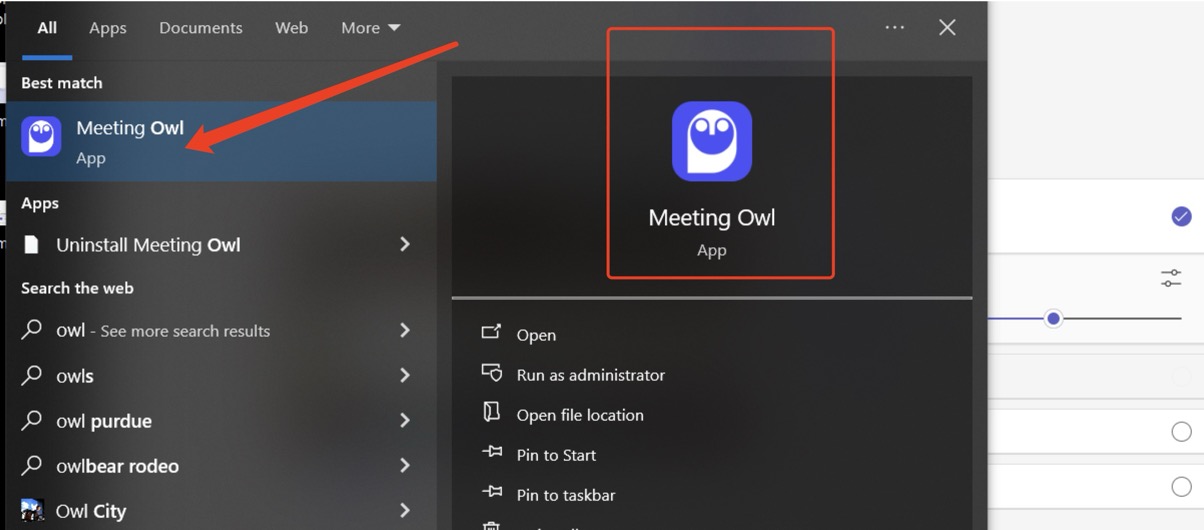 All Apps Documents Web More
Best match
Meeting Owl
App
Apps
Uninstall Meeting Owl
Search the web
owl - See more search results
owls
owl purdue
owlbear rodeo
Owl City
Meeting Owl
App
Open
Run as administrator
Open file location
Pin to Start
Pin to taskbar